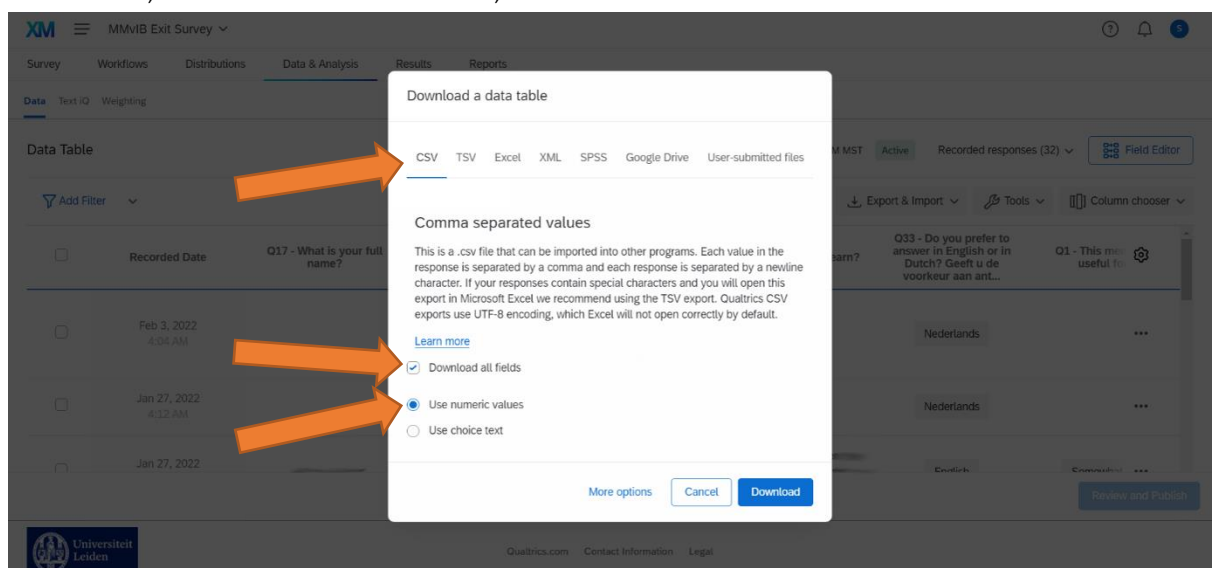 XM MMvIB Exit Survey
Survey Workflows Distributions Data & Analysis Results Reports
Data Text iQ Weighting
Download a data table
Data Table
CSV TSV Excel XML SPSS Google Drive User-submitted files
M MST Active Recorded responses (32) Field Editor
Add Filter
Export & Import Tools Column chooser
Comma separated values
Recorded Date
Q17 - What is your full
name?
earn?
Q33 - Do you prefer to
answer in English or in
Dutch? Geeft u de
voorkeur aan ant...
Q1 - This
useful
This is a .csv file that can be imported into other programs. Each value in the
response is separated by a comma and each response is separated by a newline
character. If your responses contain special characters and you will open this
export in Microsoft Excel we recommend using the TSV export. Qualtrics CSV
exports use UTF-8 encoding, which Excel will not open correctly by default.
Learn more
Feb 3, 2022
4:04 AM
Nederlands
Download all fields
Jan 27, 2022
4:12 AM
Nederlands
Use numeric values
Use choice text
Jan 27, 2022
English
More options Cancel Download
Review and Publish
Universiteit
Leiden
Qualtrics.com Contact Information Legal